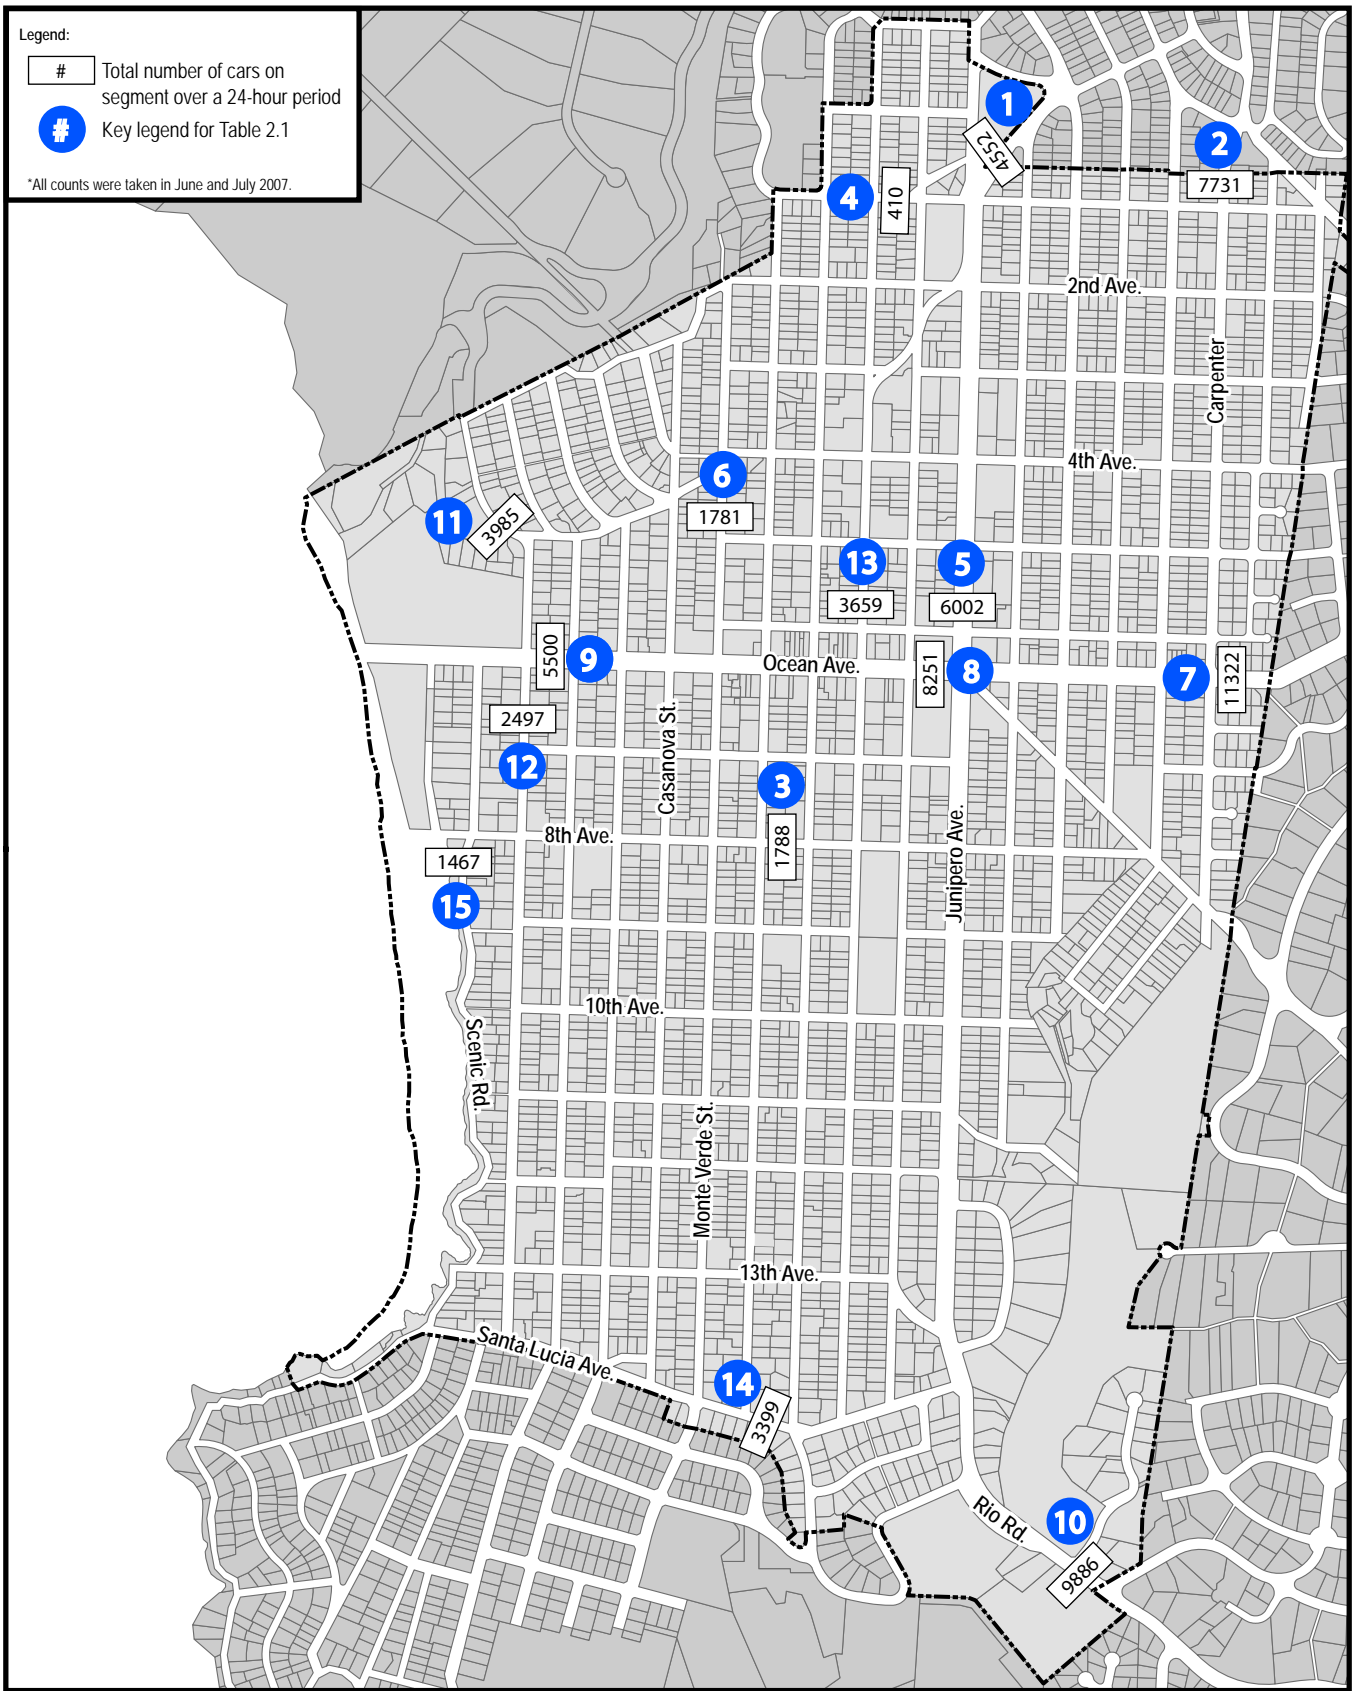 Legend:
# Total number of cars on
segment over a 24-hour period
# Key legend for Table 2.1
*All counts were taken in June and July 2007.
1
4552
2
7731
4
410
2nd Ave.
Carpenter
4th Ave.
6
1781
11
3985
13
3659
5
6002
5500
9
Ocean Ave.
8251
8
7
11322
2497
12
Casanova St.
3
1788
Junipero Ave.
8th Ave.
1467
15
10th Ave.
Scenic Rd.
Monte Verde St.
13th Ave.
Santa Lucia Ave.
14
3399
Rio Rd.
10
9886